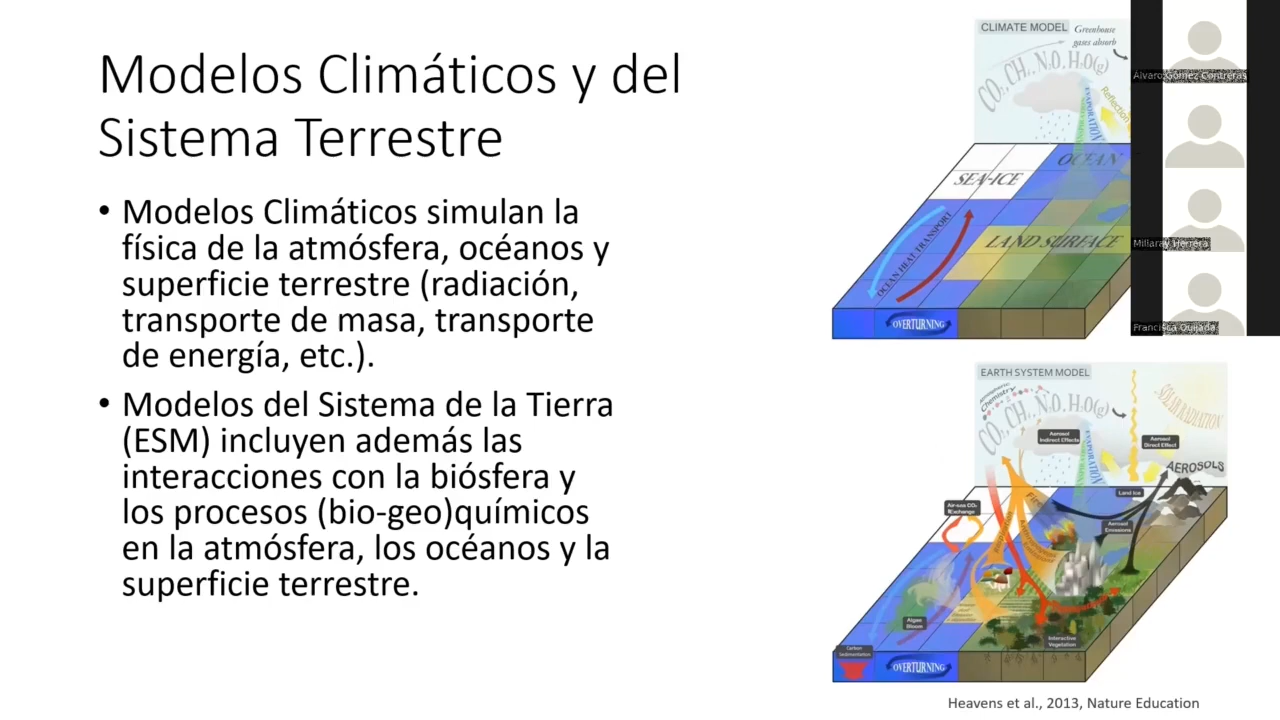 Modelos Climáticos y del
Sistema Terrestre
• Modelos Climáticos simulan la
física de la atmósfera, océanos y
superficie terrestre (radiación,
transporte de masa, transporte
de energía, etc.).
• Modelos del Sistema de la Tierra
(ESM) incluyen además las
interacciones con la biósfera y
los procesos (bio-geo)químicos
en la atmósfera, los océanos y la
superficie terrestre.
CLIMATE MODEL
Greenhouse
gases absorb
CO₂, CH₄, N₂O, H₂O(g)
Reflection
EVAPORATION
OCEAN
SEA-ICE
LAND SURFACE
OCEAN HEAT TRANSPORT
OVERTURNING
Álvaro Gómez Contreras
Millaray Herrera
Francisca Quijada
EARTH SYSTEM MODEL
Atmospheric
Chemistry
CO₂, CH₄, N₂O, H₂O(g)
SOLAR RADIATION
Aerosol
Indirect Effects
Aerosol
Direct Effect
EVAPORATION
AEROSOLS
Land Ice
Air-sea CO₂
Exchange
Aerosol
Emissions
Algae
Bloom
Interactive
Vegetation
Carbon
Sedimentation
OVERTURNING
Heavens et al., 2013, Nature Education